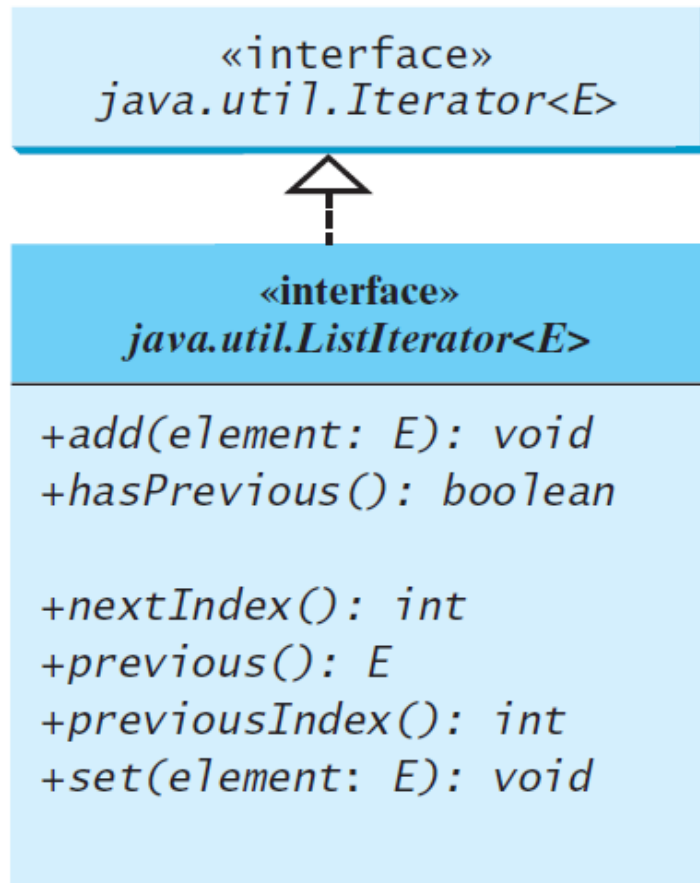 «interface»
java.util.Iterator<E>
«interface»
java.util.ListIterator<E>
+add(element: E): void
+hasPrevious(): boolean
+nextIndex(): int
+previous(): E
+previousIndex(): int
+set(element: E): void